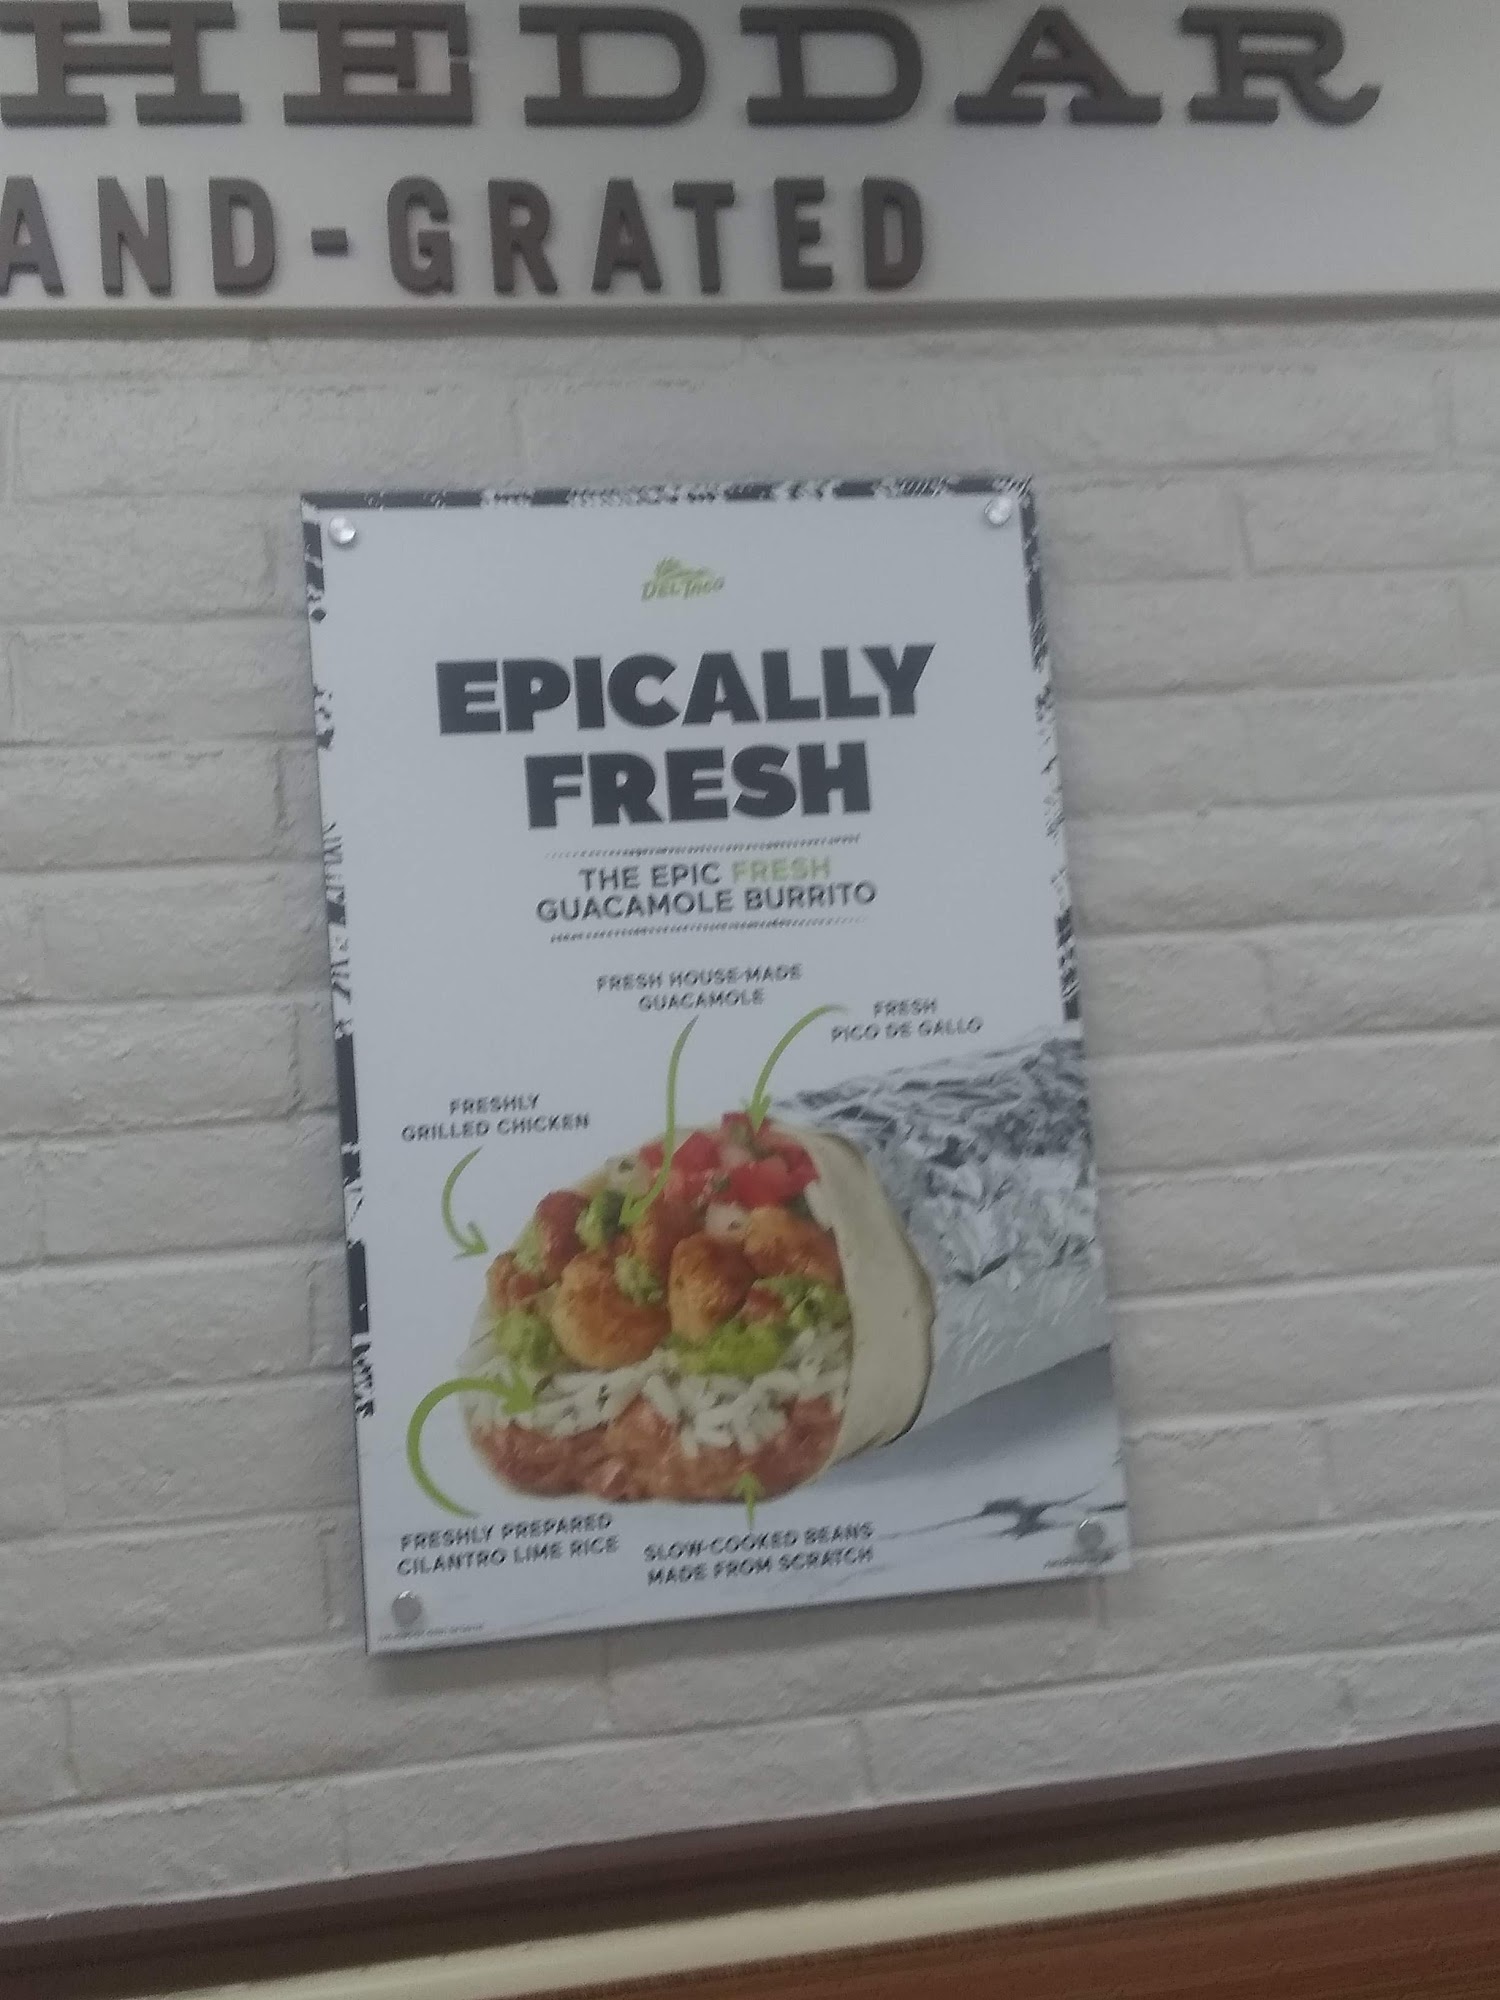 HEDDAR
AND-GRATED
DEL TACO
EPICALLY
FRESH
THE EPIC FRESH
GUACAMOLE BURRITO
FRESH HOUSE-MADE
GUACAMOLE
FRESH
PICO DE GALLO
FRESHLY
GRILLED CHICKEN
FRESHLY PREPARED
CILANTRO LIME RICE
SLOW-COOKED BEANS
MADE FROM SCRATCH